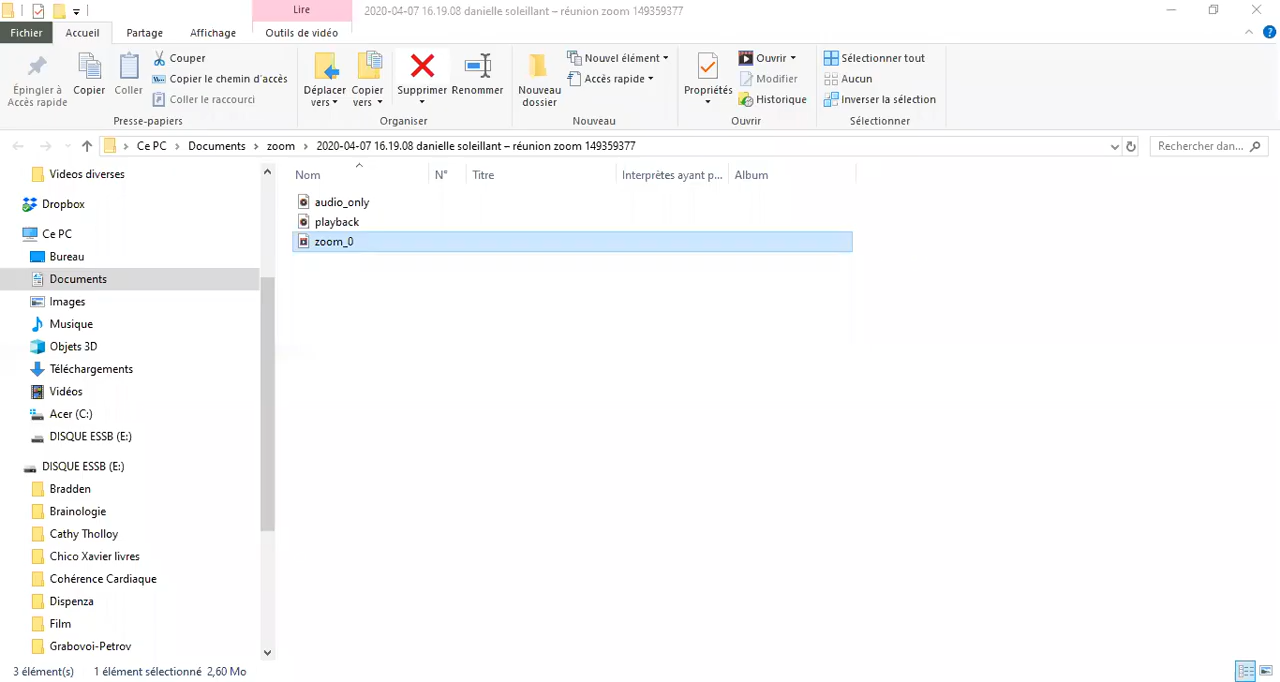 Lire
2020-04-07 16.19.08 danielle soleillant – réunion zoom 149359377
Fichier
Accueil
Partage
Affichage
Outils de vidéo
Épingler à
Accès rapide
Copier
Coller
Couper
Copier le chemin d'accès
Coller le raccourci
Presse-papiers
Déplacer
vers
Copier
vers
Supprimer
Renommer
Organiser
Nouveau
dossier
Nouvel élément
Accès rapide
Nouveau
Propriétés
Ouvrir
Modifier
Historique
Ouvrir
Sélectionner tout
Aucun
Inverser la sélection
Sélectionner
Ce PC > Documents > zoom > 2020-04-07 16.19.08 danielle soleillant – réunion zoom 149359377
Rechercher dan...
Nom
N°
Titre
Interprètes ayant p...
Album
audio_only
playback
zoom_0
Videos diverses
Dropbox
Ce PC
Bureau
Documents
Images
Musique
Objets 3D
Téléchargements
Vidéos
Acer (C:)
DISQUE ESSB (E:)
DISQUE ESSB (E:)
Bradden
Brainologie
Cathy Tholloy
Chico Xavier livres
Cohérence Cardiaque
Dispenza
Film
Grabovoi-Petrov
3 élément(s)
1 élément sélectionné 2,60 Mo